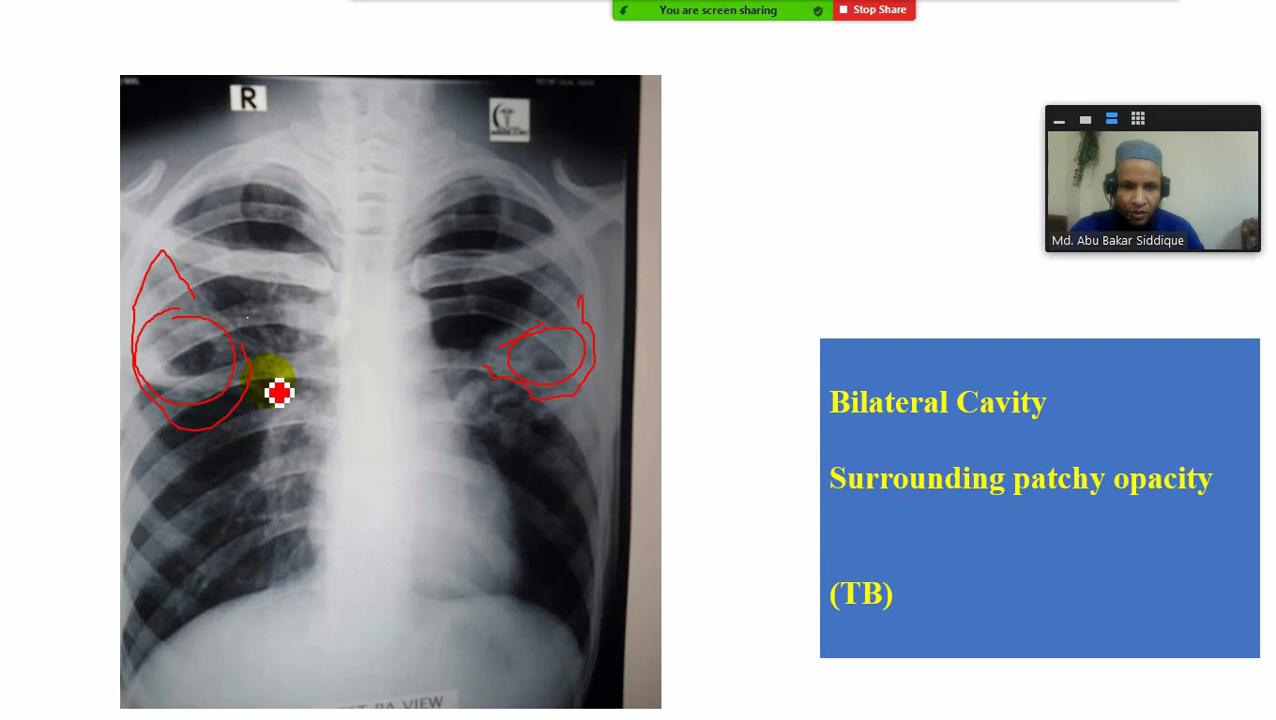 You are screen sharing
Stop Share
R
Md. Abu Bakar Siddique
Bilateral Cavity
Surrounding patchy opacity
(TB)
PA VIEW